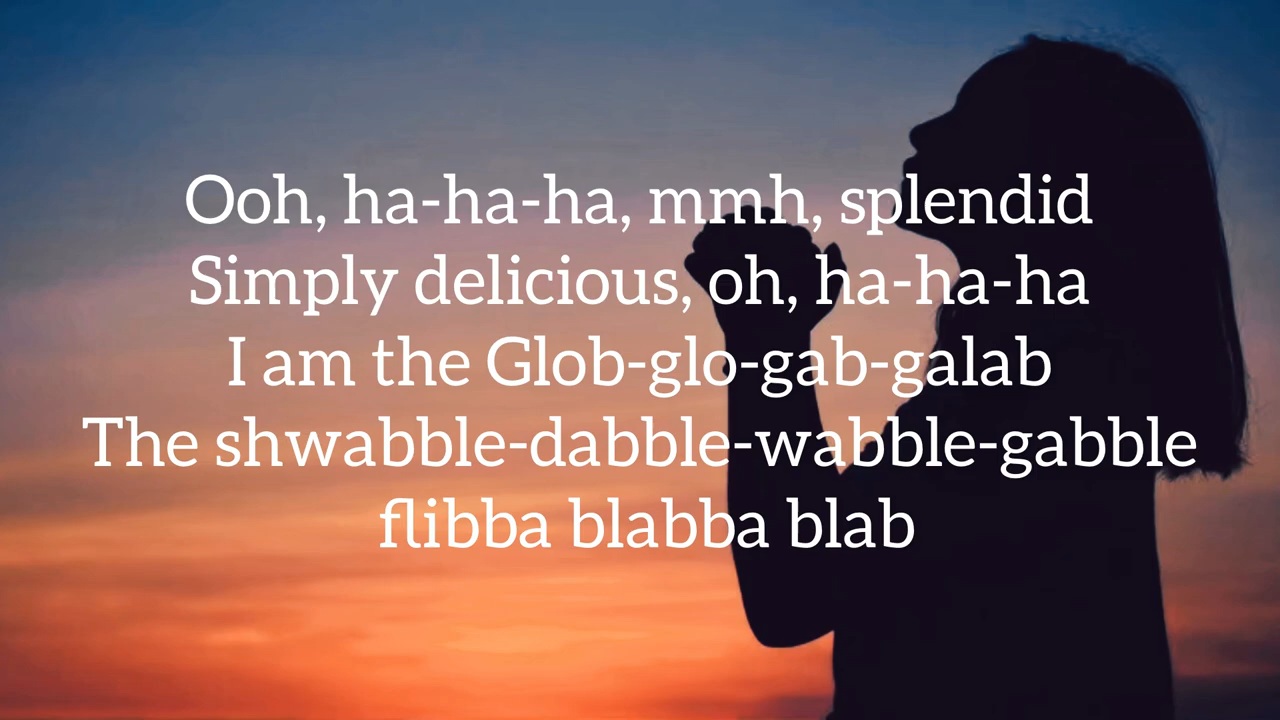 Ooh, ha-ha-ha, mmh, splendid
Simply delicious, oh, ha-ha-ha
I am the Glob-glo-gab-galab
The shwabble-dabble-wabble-gabble
flibba blabba blab